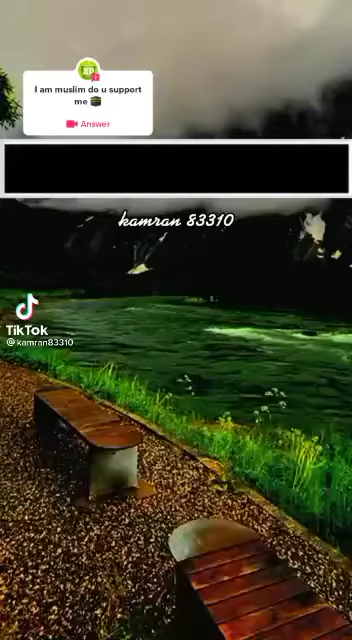 I am muslim do u support
me 🕋
Answer
kamran 83310
TikTok
@kamran83310